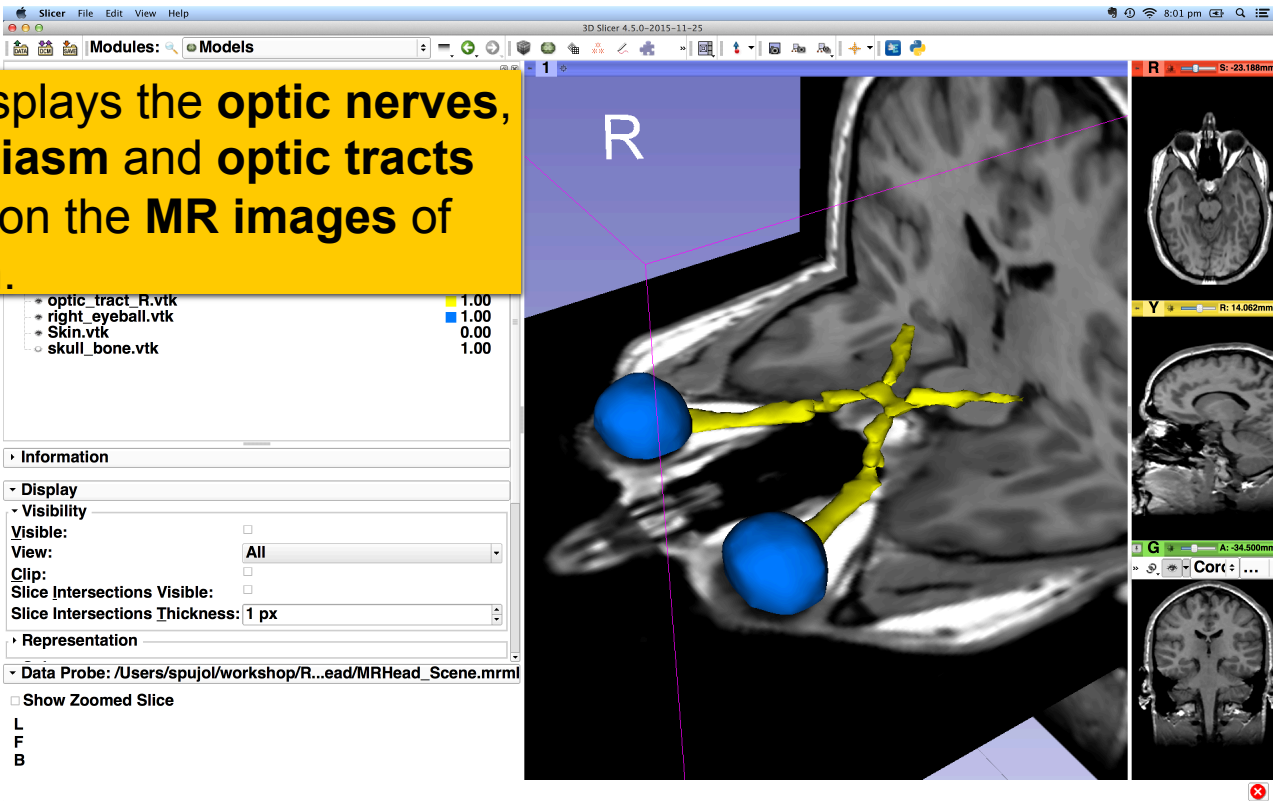 Slicer File Edit View Help 8:01 pm
3D Slicer 4.5.0-2015-11-25
DATA DCM SAVE Modules: Models
splays the optic nerves,
iasm and optic tracts
on the MR images of
.
optic_tract_R.vtk 1.00
right_eyeball.vtk 1.00
Skin.vtk 0.00
skull_bone.vtk 1.00
Information
Display
Visibility
Visible:
View: All
Clip:
Slice Intersections Visible:
Slice Intersections Thickness: 1 px
Representation
Data Probe: /Users/spujol/workshop/R...ead/MRHead_Scene.mrml
Show Zoomed Slice
L
F
B
1
R
R S: -23.188mm
Y R: 14.062mm
G A: -34.500mm
Coro ...